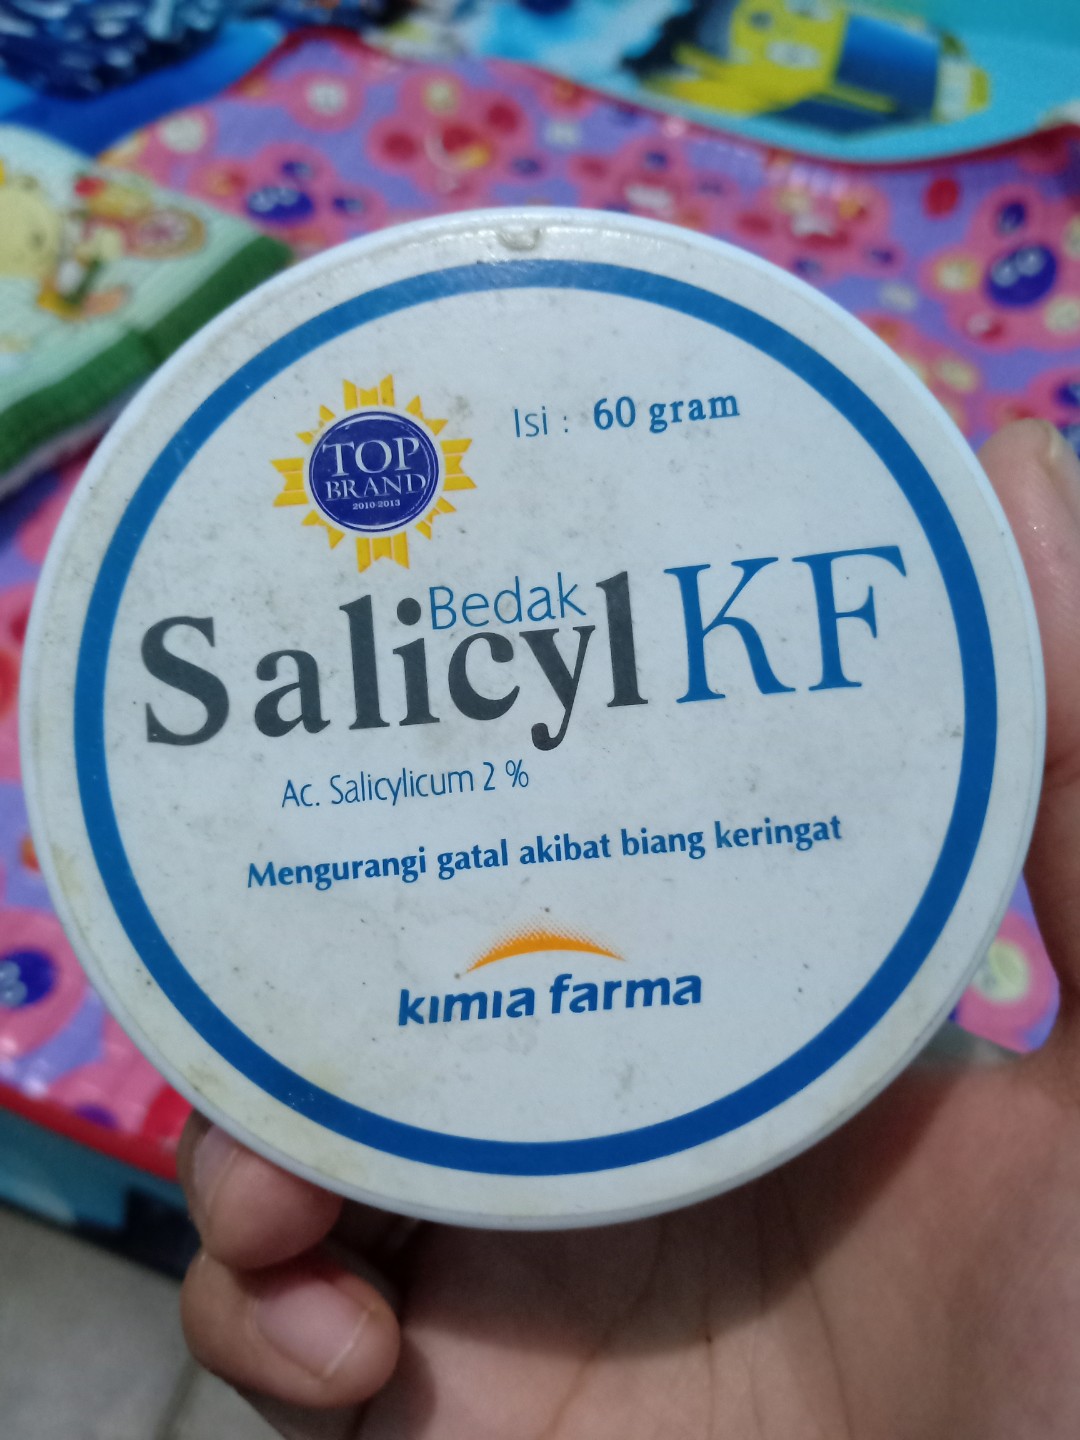 TOP
BRAND
2010-2013
Isi : 60 gram
Bedak
Salicyl KF
Ac. Salicylicum 2 %
Mengurangi gatal akibat biang keringat
kimia farma